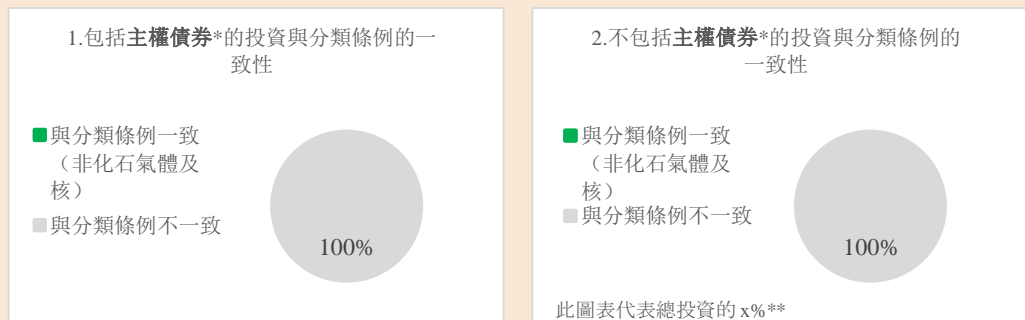 1.包括主權債券*的投資與分類條例的一
致性
與分類條例一致
（非化石氣體及
核）
與分類條例不一致
100%
2.不包括主權債券*的投資與分類條例的
一致性
與分類條例一致
（非化石氣體及
核）
與分類條例不一致
100%
此圖表代表總投資的 x%**